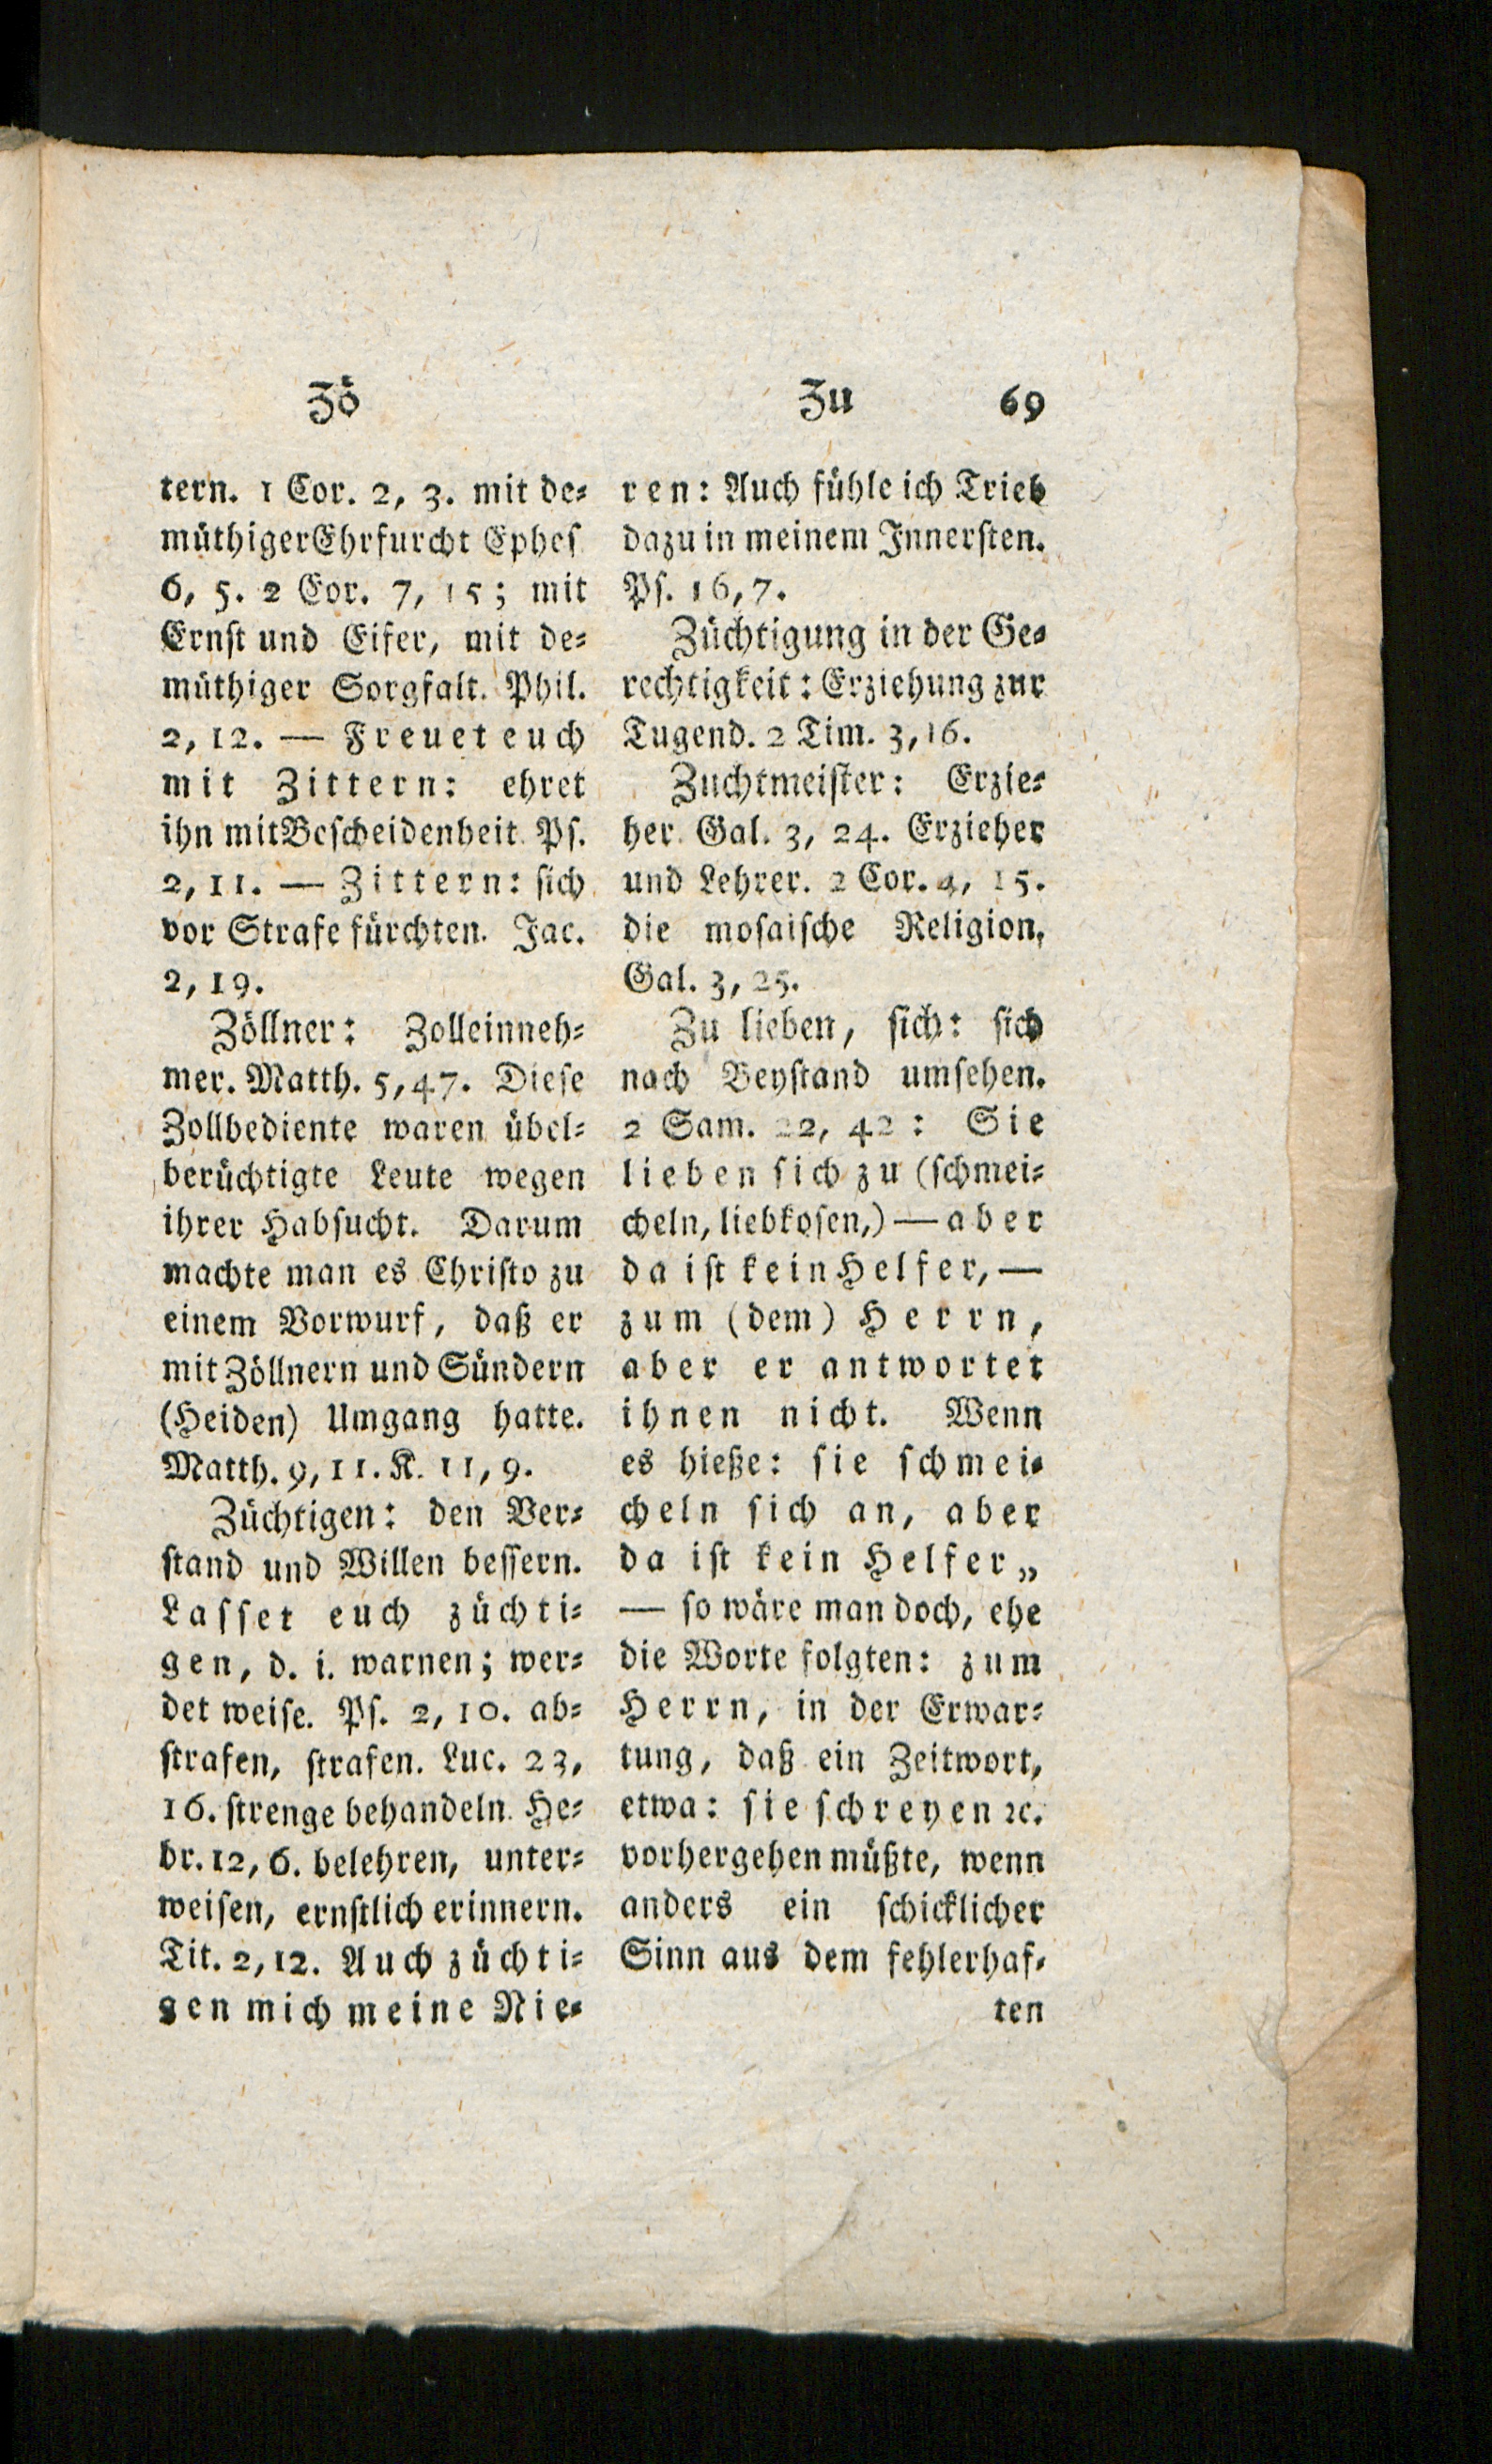 Zö
Zu 69
tern. 1 Cor. 2, 3. mit de-
müthiger Ehrfurcht Ephes
6, 5. 2 Cor. 7, 15; mit
Ernst und Eifer, mit de-
müthiger Sorgfalt. Phil.
2, 12. — Freuet euch
mit Zittern: ehret
ihn mit Bescheidenheit. Ps.
2, 11. — Zittern: sich
vor Strafe fürchten. Jac.
2, 19.
Zöllner: Zolleinneh-
mer. Matth. 5, 47. Diese
Zollbediente waren übel-
berüchtigte Leute wegen
ihrer Habsucht. Darum
machte man es Christo zu
einem Vorwurf, daß er
mit Zöllnern und Sündern
(Heiden) Umgang hatte.
Matth. 9, 11. K. 11, 9.
Züchtigen: den Ver-
stand und Willen bessern.
Lasset euch züchti-
gen, d. i. warnen; wer-
det weise. Ps. 2, 10. ab-
strafen, strafen. Luc. 23,
16. strenge behandeln. He-
br. 12, 6. belehren, unter-
weisen, ernstlich erinnern.
Tit. 2, 12. Auch züchti-
gen mich meine Nie-
ren: Auch fühle ich Trieb
dazu in meinem Innersten.
Ps. 16, 7.
Züchtigung in der Ge-
rechtigkeit: Erziehung zur
Tugend. 2 Tim. 3, 16.
Zuchtmeister: Erzie-
her. Gal. 3, 24. Erzieher
und Lehrer. 2 Cor. 4, 15.
die mosaische Religion,
Gal. 3, 25.
Zu lieben, sich: sich
nach Beystand umsehen.
2 Sam. 22, 42: Sie
lieben sich zu (schmei-
cheln, liebkosen,) — aber
da ist kein Helfer, —
zum (dem) Herrn,
aber er antwortet
ihnen nicht. Wenn
es hieße: sie schmei-
cheln sich an, aber
da ist kein Helfer„
— so wäre man doch, ehe
die Worte folgten: zum
Herrn, in der Erwar-
tung, daß ein Zeitwort,
etwa: sie schreyen ꝛc.
vorhergehen müßte, wenn
anders ein schicklicher
Sinn aus dem fehlerhaf-
ten